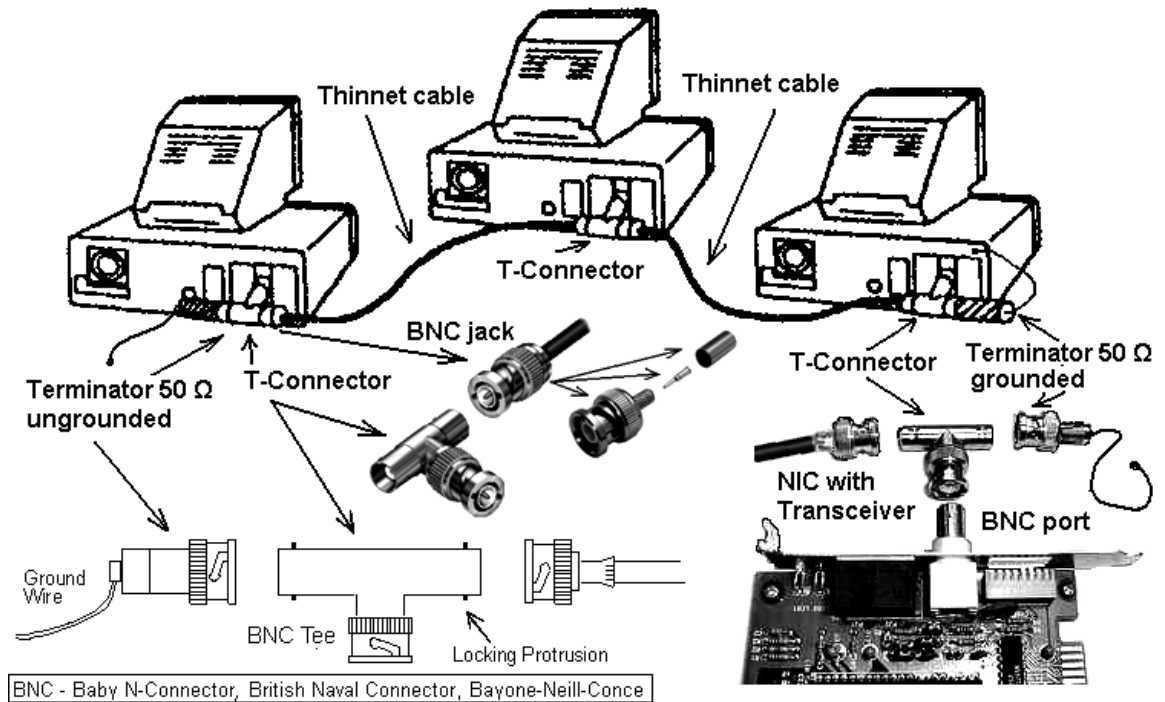 Thinnet cable
Thinnet cable
T-Connector
BNC jack
Terminator 50 Ω
ungrounded
T-Connector
T-Connector
Terminator 50 Ω
grounded
NIC with
Transceiver
BNC port
Ground
Wire
BNC Tee
Locking Protrusion
BNC - Baby N-Connector, British Naval Connector, Bayone-Neill-Conce